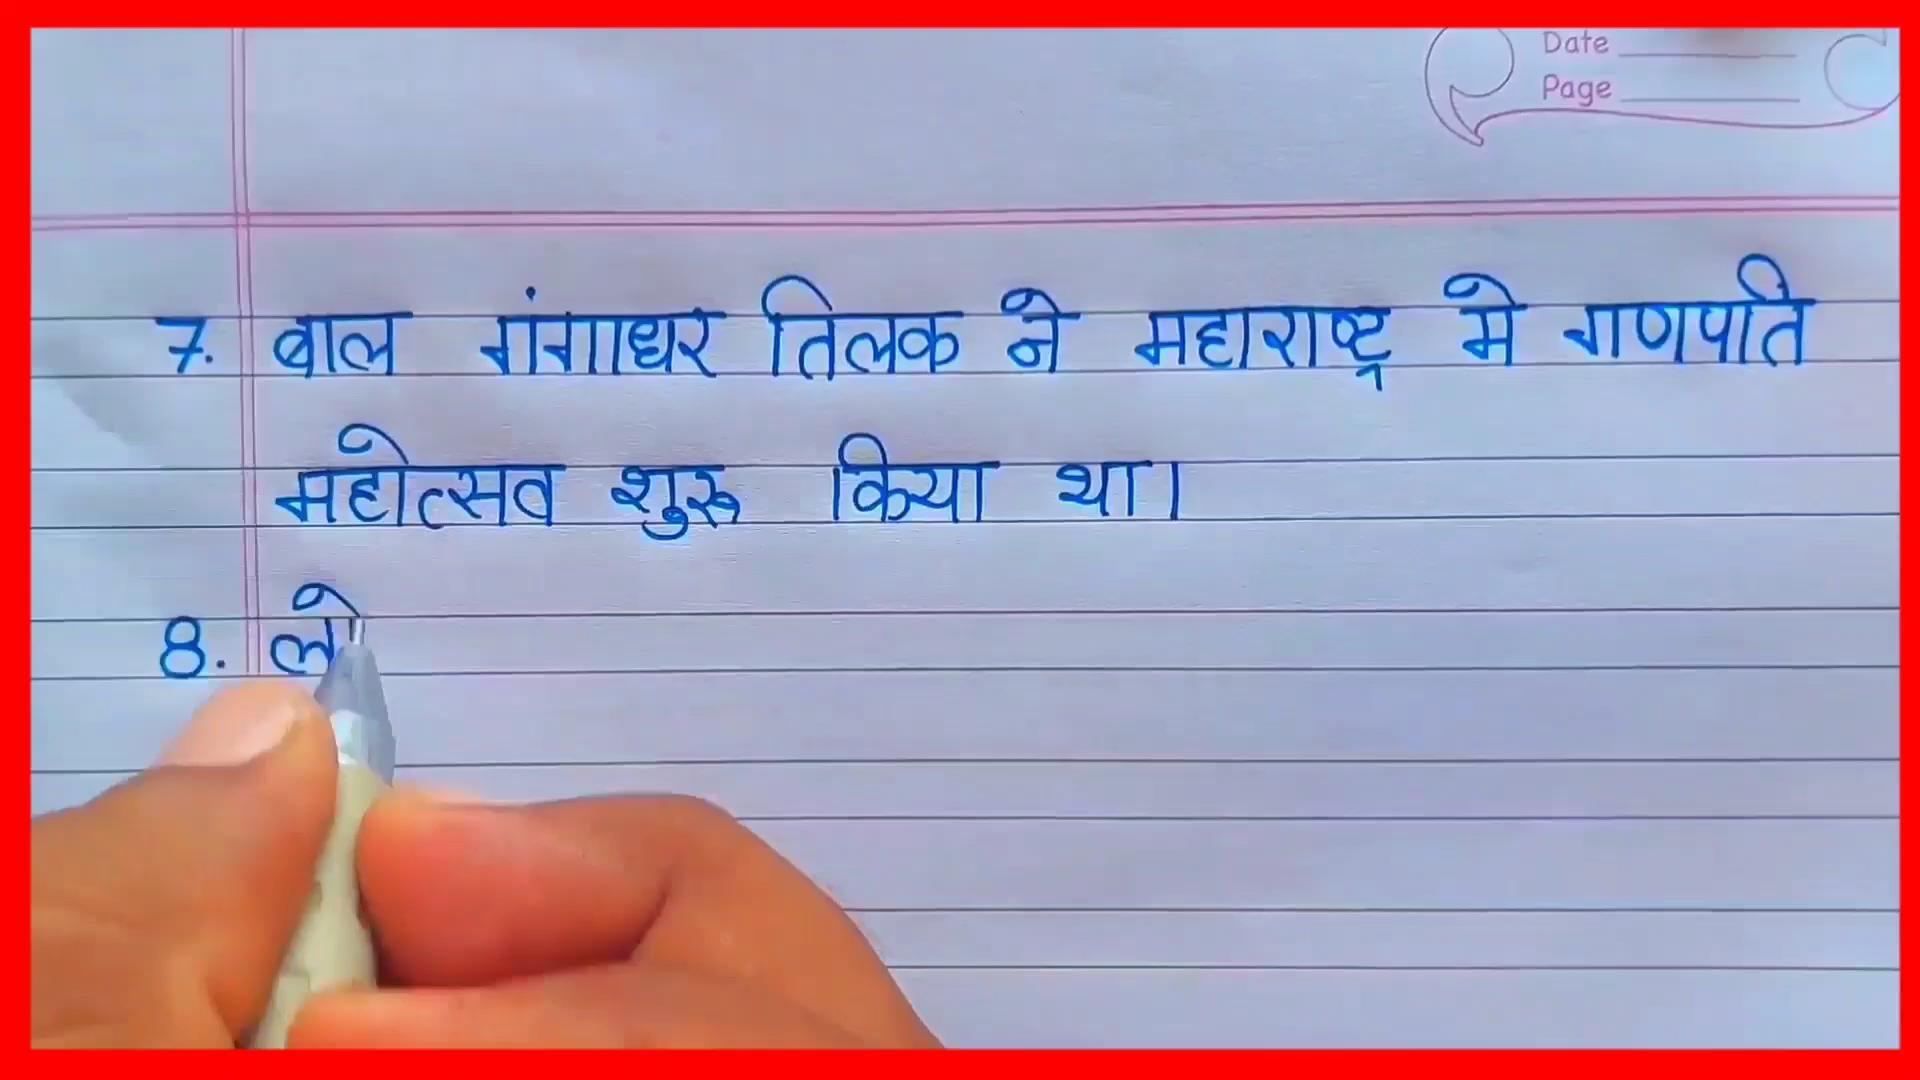 Date
Page
7. बाल गंगाधर तिलक ने महाराष्ट्र मे गणपति
महोत्सव शुरू किया था।
8. लो